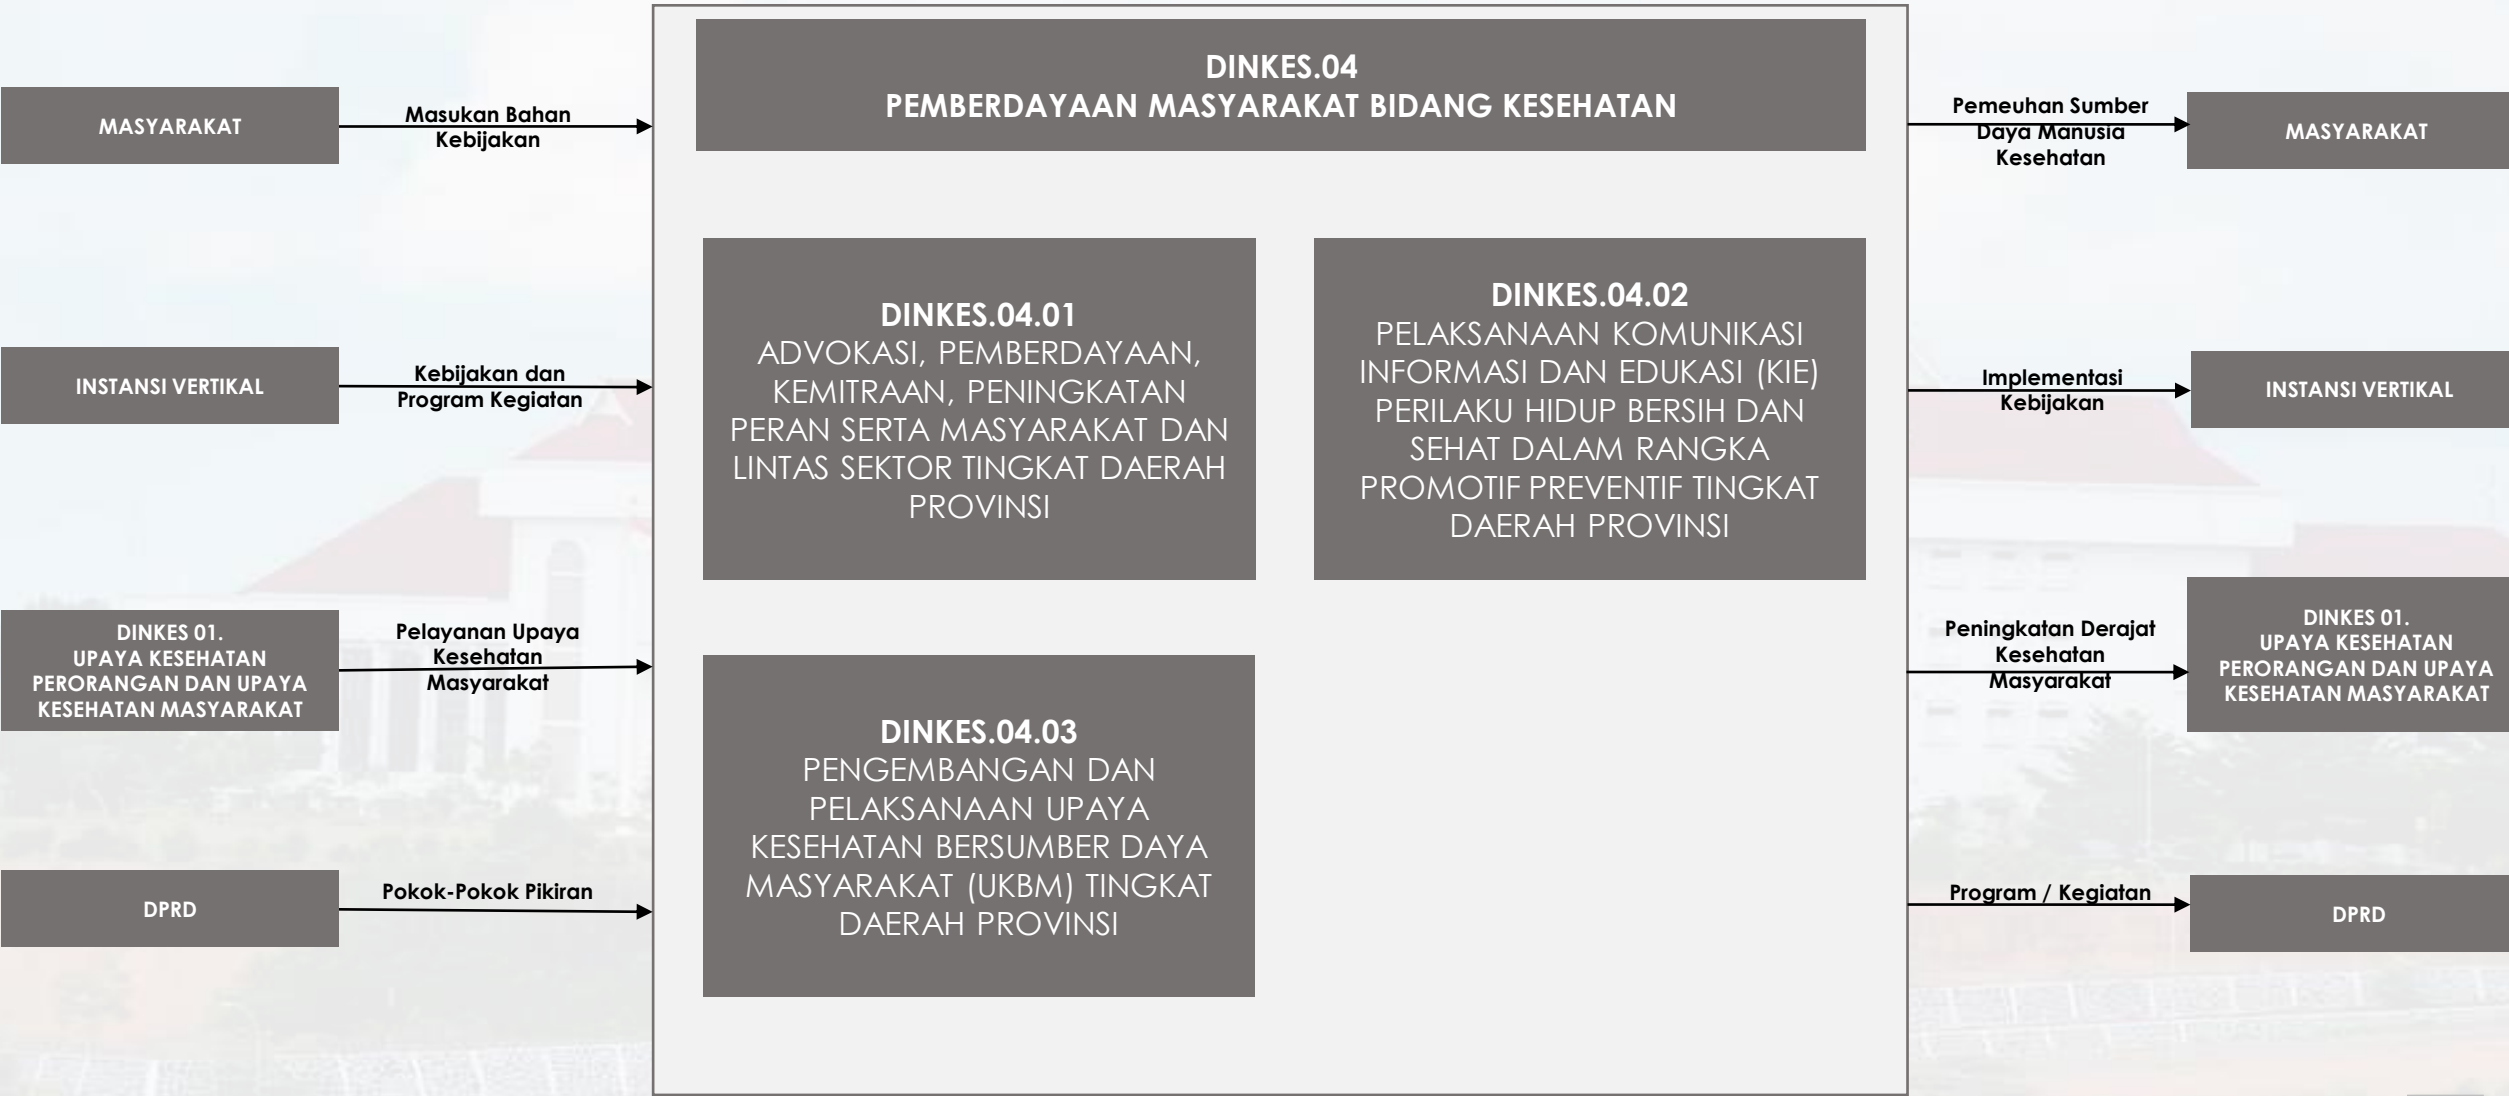 DINKES.04
PEMBERDAYAAN MASYARAKAT BIDANG KESEHATAN
MASYARAKAT
Masukan Bahan
Kebijakan
INSTANSI VERTIKAL
Kebijakan dan
Program Kegiatan
DINKES 01.
UPAYA KESEHATAN
PERORANGAN DAN UPAYA
KESEHATAN MASYARAKAT
Pelayanan Upaya
Kesehatan
Masyarakat
DPRD
Pokok-Pokok Pikiran
DINKES.04.01
ADVOKASI, PEMBERDAYAAN,
KEMITRAAN, PENINGKATAN
PERAN SERTA MASYARAKAT DAN
LINTAS SEKTOR TINGKAT DAERAH
PROVINSI
DINKES.04.02
PELAKSANAAN KOMUNIKASI
INFORMASI DAN EDUKASI (KIE)
PERILAKU HIDUP BERSIH DAN
SEHAT DALAM RANGKA
PROMOTIF PREVENTIF TINGKAT
DAERAH PROVINSI
DINKES.04.03
PENGEMBANGAN DAN
PELAKSANAAN UPAYA
KESEHATAN BERSUMBER DAYA
MASYARAKAT (UKBM) TINGKAT
DAERAH PROVINSI
Pemeuhan Sumber
Daya Manusia
Kesehatan
MASYARAKAT
Implementasi
Kebijakan
INSTANSI VERTIKAL
Peningkatan Derajat
Kesehatan
Masyarakat
DINKES 01.
UPAYA KESEHATAN
PERORANGAN DAN UPAYA
KESEHATAN MASYARAKAT
Program / Kegiatan
DPRD